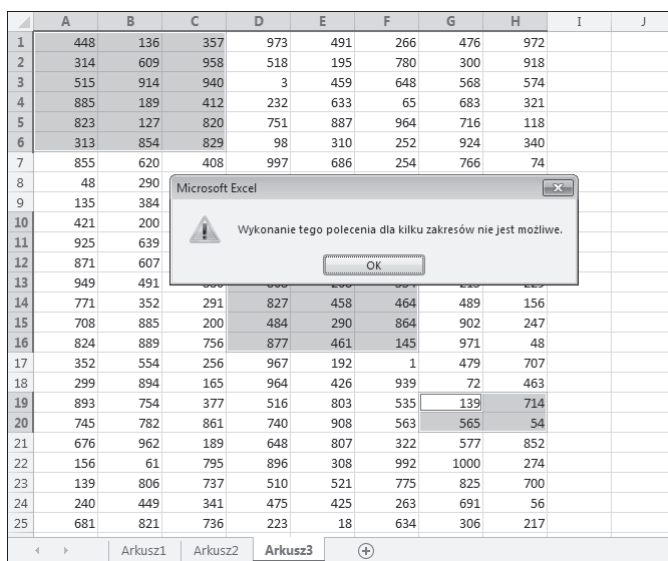 A B C D E F G H I J
1 448 136 357 973 491 266 476 972
2 314 609 958 518 195 780 300 918
3 515 914 940 3 459 648 568 574
4 885 189 412 232 633 65 683 321
5 823 127 820 751 887 964 716 118
6 313 854 829 98 310 252 924 340
7 855 620 408 997 686 254 766 74
8 48 290
Microsoft Excel
9 135 384
10 421 200
Wykonanie tego polecenia dla kilku zakresów nie jest możliwe.
11 925 639
12 871 607
OK
13 949 491
14 771 352 291 827 458 464 489 156
15 708 885 200 484 290 864 902 247
16 824 889 756 877 461 145 971 48
17 352 554 256 967 192 1 479 707
18 299 894 165 964 426 939 72 463
19 893 754 377 516 803 535 139 714
20 745 782 861 740 908 563 565 54
21 676 962 189 648 807 322 577 852
22 156 61 795 896 308 992 1000 274
23 139 806 737 510 521 775 825 700
24 240 449 341 475 425 263 691 56
25 681 821 736 223 18 634 306 217
Arkusz1 Arkusz2 Arkusz3